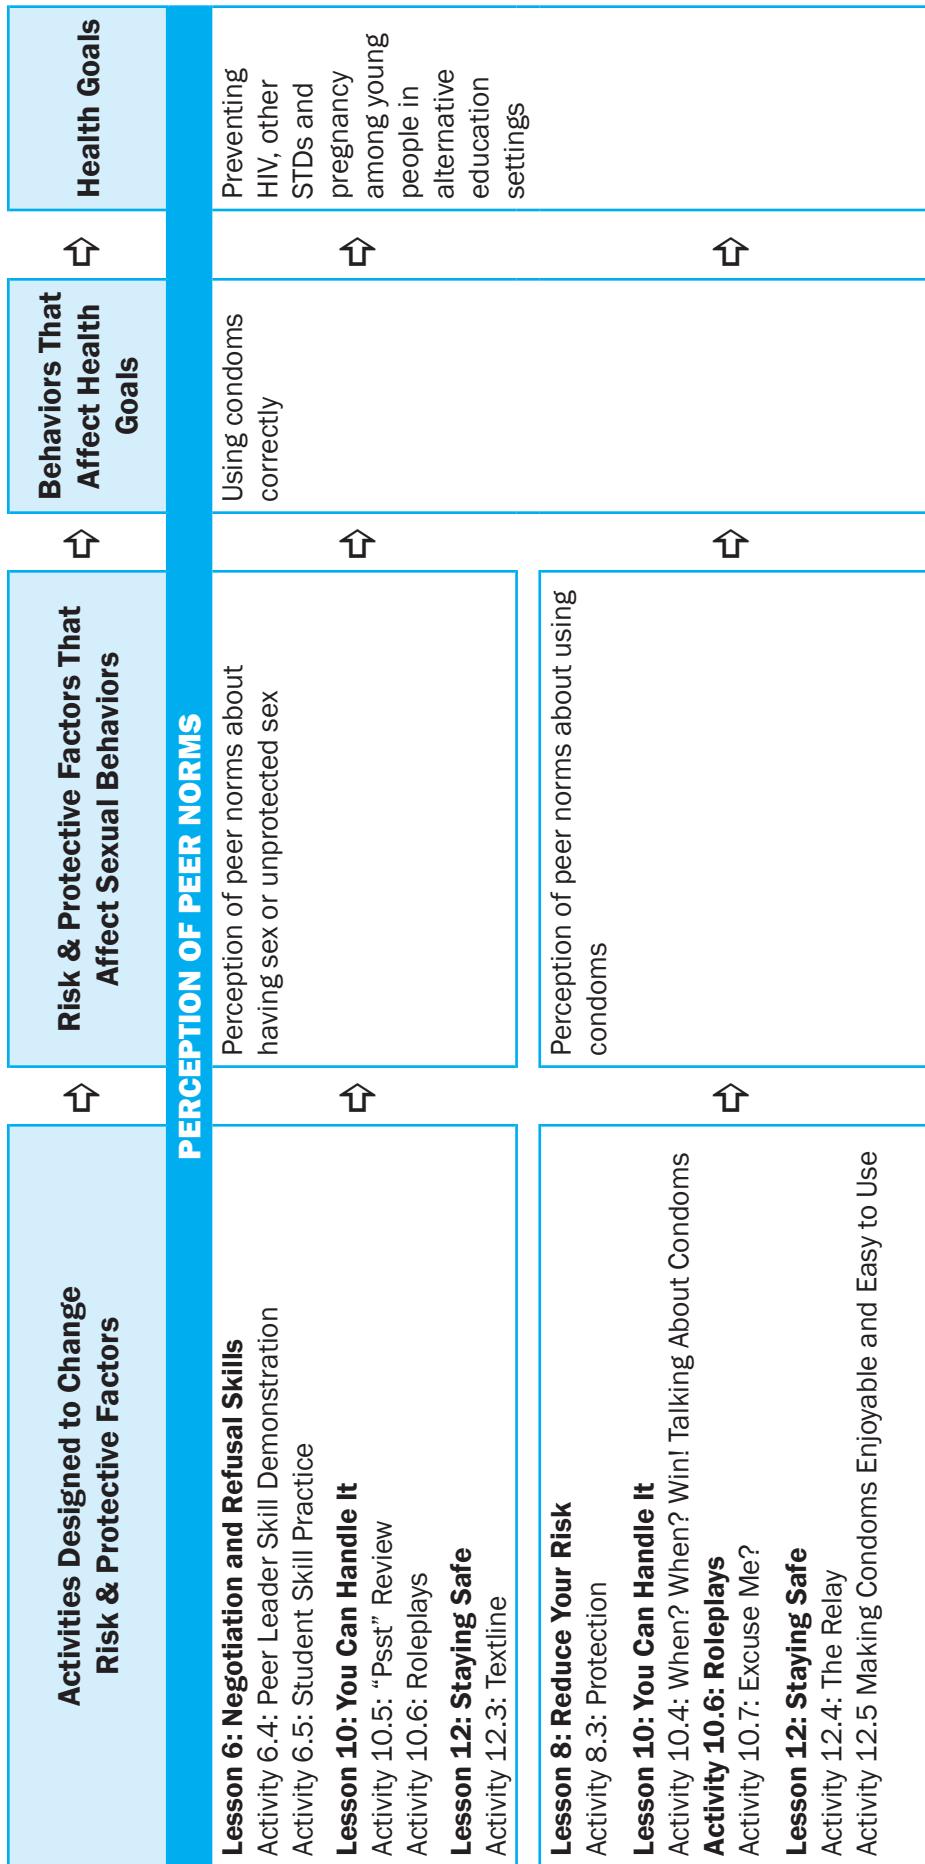 Activities Designed to Change
Risk & Protective Factors
Risk & Protective Factors That
Affect Sexual Behaviors
Behaviors That
Affect Health
Goals
Health Goals
PERCEPTION OF PEER NORMS
Lesson 6: Negotiation and Refusal Skills
Activity 6.4: Peer Leader Skill Demonstration
Activity 6.5: Student Skill Practice
Lesson 10: You Can Handle It
Activity 10.5: “Psst” Review
Activity 10.6: Roleplays
Lesson 12: Staying Safe
Activity 12.3: Textline
Perception of peer norms about
having sex or unprotected sex
Using condoms
correctly
Preventing
HIV, other
STDs and
pregnancy
among young
people in
alternative
education
settings
Lesson 8: Reduce Your Risk
Activity 8.3: Protection
Lesson 10: You Can Handle It
Activity 10.4: When? When? Win! Talking About Condoms
Activity 10.6: Roleplays
Activity 10.7: Excuse Me?
Lesson 12: Staying Safe
Activity 12.4: The Relay
Activity 12.5 Making Condoms Enjoyable and Easy to Use
Perception of peer norms about using
condoms